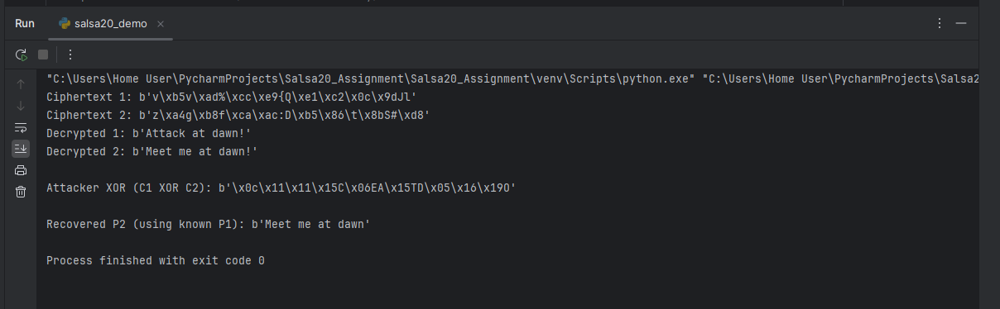 Run salsa20_demo
"C:\Users\Home User\PycharmProjects\Salsa20_Assignment\Salsa20_Assignment\venv\Scripts\python.exe" "C:\Users\Home User\PycharmProjects\Salsa2
Ciphertext 1: b'v\xb5v\xad%\xcc\xe9{Q\xe1\xc2\x0c\x9dJl'
Ciphertext 2: b'z\xa4g\xb8f\xca\xac:D\xb5\x86\t\x8bS#\xd8'
Decrypted 1: b'Attack at dawn!'
Decrypted 2: b'Meet me at dawn!'
Attacker XOR (C1 XOR C2): b'\x0c\x11\x11\x15C\x06EA\x15TD\x05\x16\x19O'
Recovered P2 (using known P1): b'Meet me at dawn'
Process finished with exit code 0